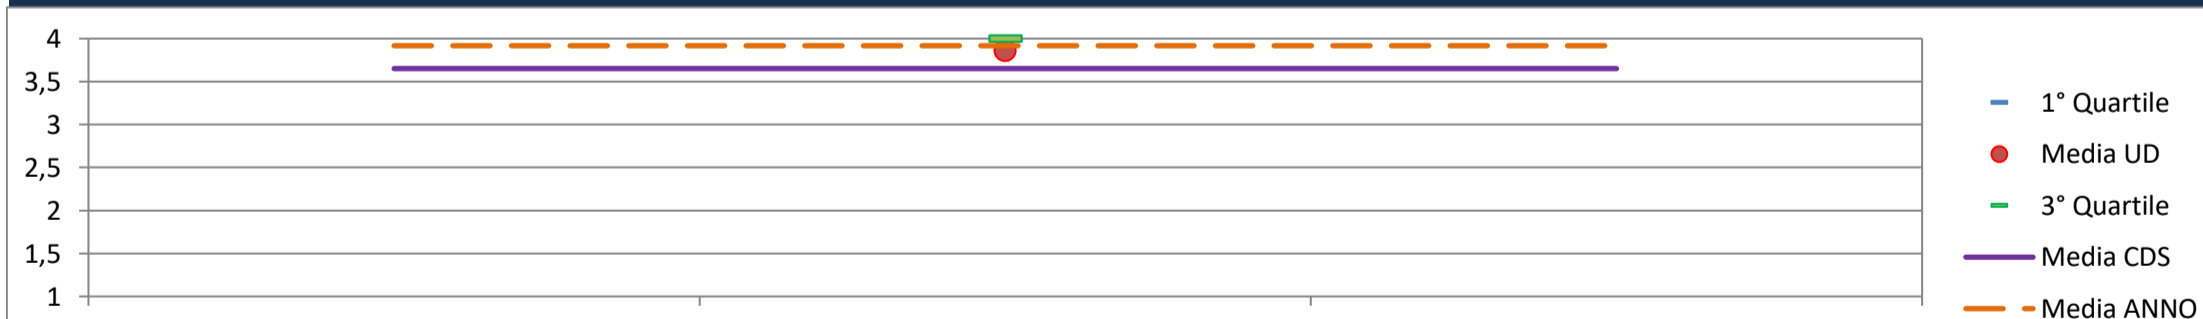 4
3,5
3
2,5
2
1,5
1
1° Quartile
Media UD
3° Quartile
Media CDS
Media ANNO